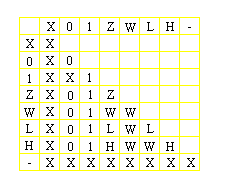 X 0 1 Z W L H -
X X
0 X 0
1 X X 1
Z X 0 1 Z
W X 0 1 W W
L X 0 1 L W L
H X 0 1 H W W H
- X X X X X X X X